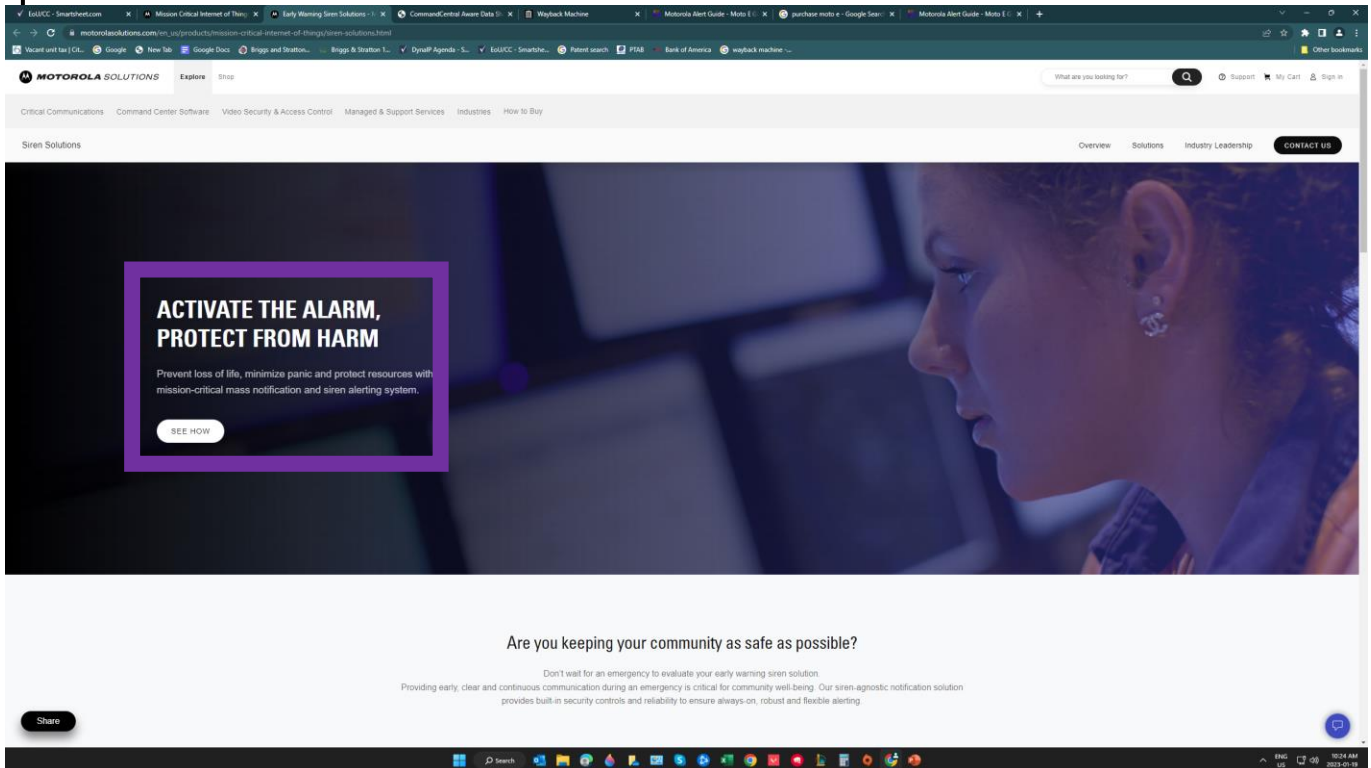 EoU/CC - Smartsheet.com
Mission Critical Internet of Thing
Early Warning Siren Solutions -
CommandCentral Aware Data Sh
Wayback Machine
Motorola Alert Guide - Moto E
purchase moto e - Google Searc
Motorola Alert Guide - Moto E
motorolasolutions.com/en_us/products/mission-critical-internet-of-things/siren-solutions.html
Vacant unit tax | Cit...
Google
New Tab
Google Docs
Briggs and Stratton...
Briggs & Stratton 1...
DynaIP Agenda - S...
EoU/CC - Smartshe...
Patent search
PTAB
Bank of America
wayback machine -...
Other bookmarks
MOTOROLA SOLUTIONS
Explore
Shop
What are you looking for?
Support
My Cart
Sign In
Critical Communications
Command Center Software
Video Security & Access Control
Managed & Support Services
Industries
How to Buy
Siren Solutions
Overview
Solutions
Industry Leadership
CONTACT US
ACTIVATE THE ALARM,
PROTECT FROM HARM
Prevent loss of life, minimize panic and protect resources with
mission-critical mass notification and siren alerting system.
SEE HOW
Are you keeping your community as safe as possible?
Don't wait for an emergency to evaluate your early warning siren solution.
Providing early, clear and continuous communication during an emergency is critical for community well-being. Our siren-agnostic notification solution
provides built-in security controls and reliability to ensure always-on, robust and flexible alerting.
Share
Search
ENG
US
10:24 AM
2023-01-19